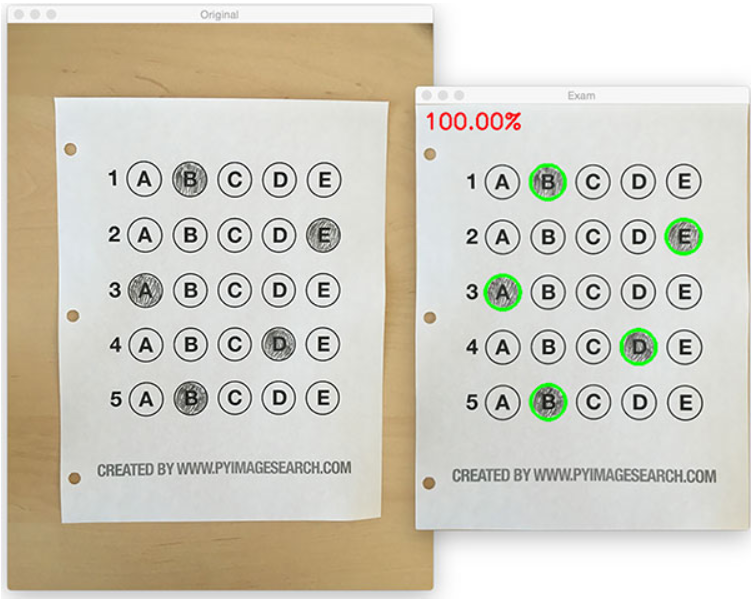 Original
1 A B C D E
2 A B C D E
3 A B C D E
4 A B C D E
5 A B C D E
CREATED BY WWW.PYIMAGESEARCH.COM
Exam
100.00%
1 A B C D E
2 A B C D E
3 A B C D E
4 A B C D E
5 A B C D E
CREATED BY WWW.PYIMAGESEARCH.COM